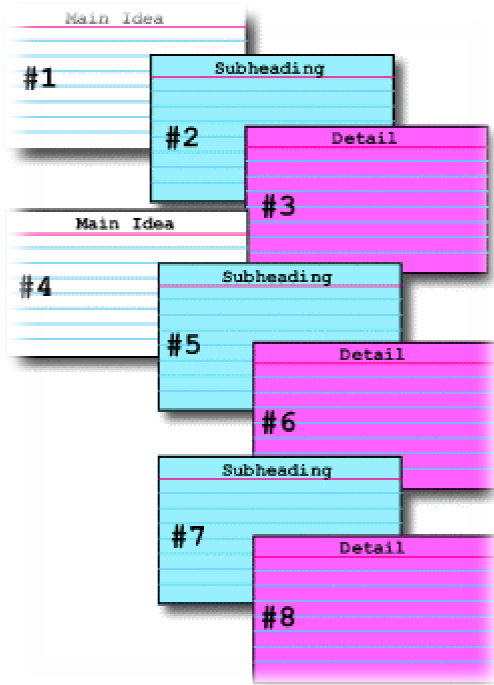 Main Idea
#1
Subheading
#2
Detail
#3
Main Idea
#4
Subheading
#5
Detail
#6
Subheading
#7
Detail
#8